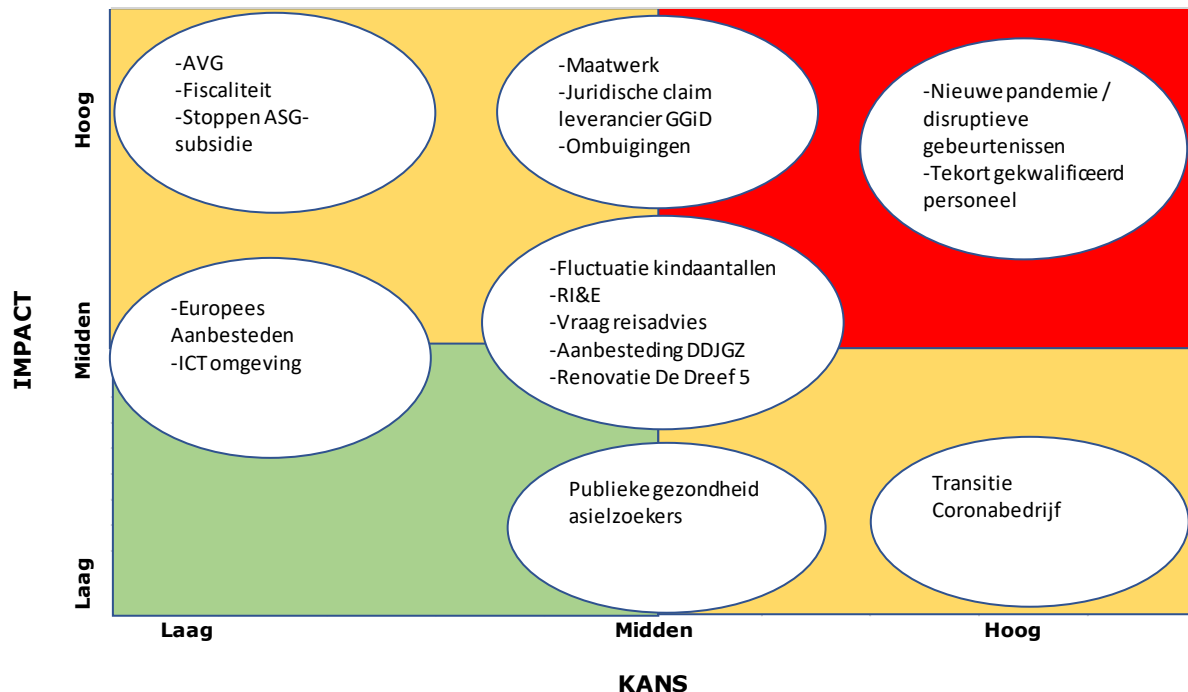 IMPACT
Hoog
Midden
Laag
-AVG
-Fiscaliteit
-Stoppen ASG-
subsidie
-Maatwerk
-Juridische claim
leverancier GGiD
-Ombuigingen
-Nieuwe pandemie /
disruptieve
gebeurtenissen
-Tekort gekwalificeerd
personeel
-Europees
Aanbesteden
-ICT omgeving
-Fluctuatie kindaantallen
-RI&E
-Vraag reisadvies
-Aanbesteding DDJGZ
-Renovatie De Dreef 5
Publieke gezondheid
asielzoekers
Transitie
Coronabedrijf
Laag
Midden
Hoog
KANS